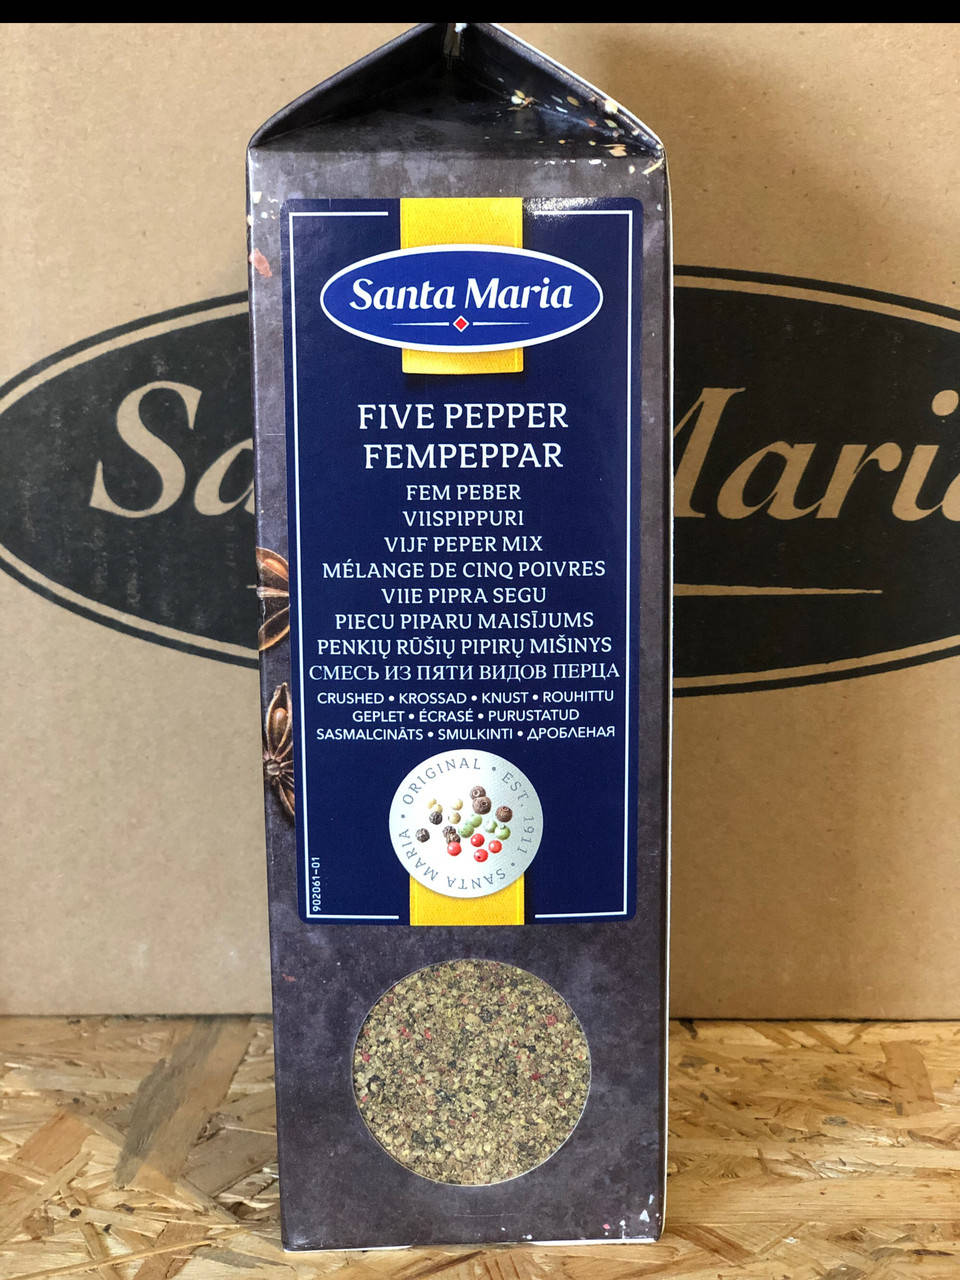 Santa Maria
FIVE PEPPER
FEMPEPPAR
FEM PEBER
VIISPIPPURI
VIJF PEPER MIX
MÉLANGE DE CINQ POIVRES
VIIE PIPRA SEGU
PIECU PIPARU MAISĪJUMS
PENKIŲ RŪŠIŲ PIPIRŲ MIŠINYS
СМЕСЬ ИЗ ПЯТИ ВИДОВ ПЕРЦА
CRUSHED • KROSSAD • KNUST • ROUHITTU
GEPLET • ÉCRASÉ • PURUSTATUD
SASMALCINĀTS • SMULKINTI • ДРОБЛЕНАЯ
SANTA MARIA • ORIGINAL • EST. 1911 •
902061-01
Sa
Maria